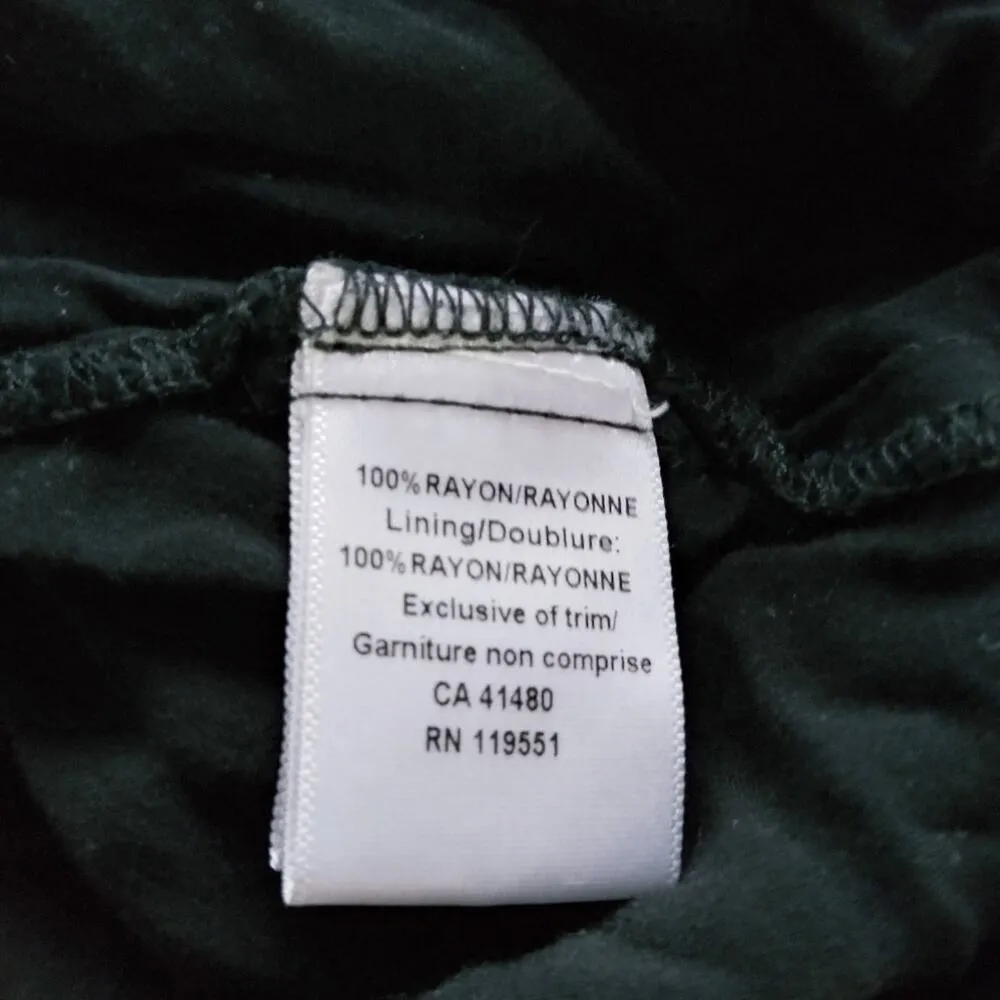 100% RAYON/RAYONNE
Lining/Doublure:
100% RAYON/RAYONNE
Exclusive of trim/
Garniture non comprise
CA 41480
RN 119551